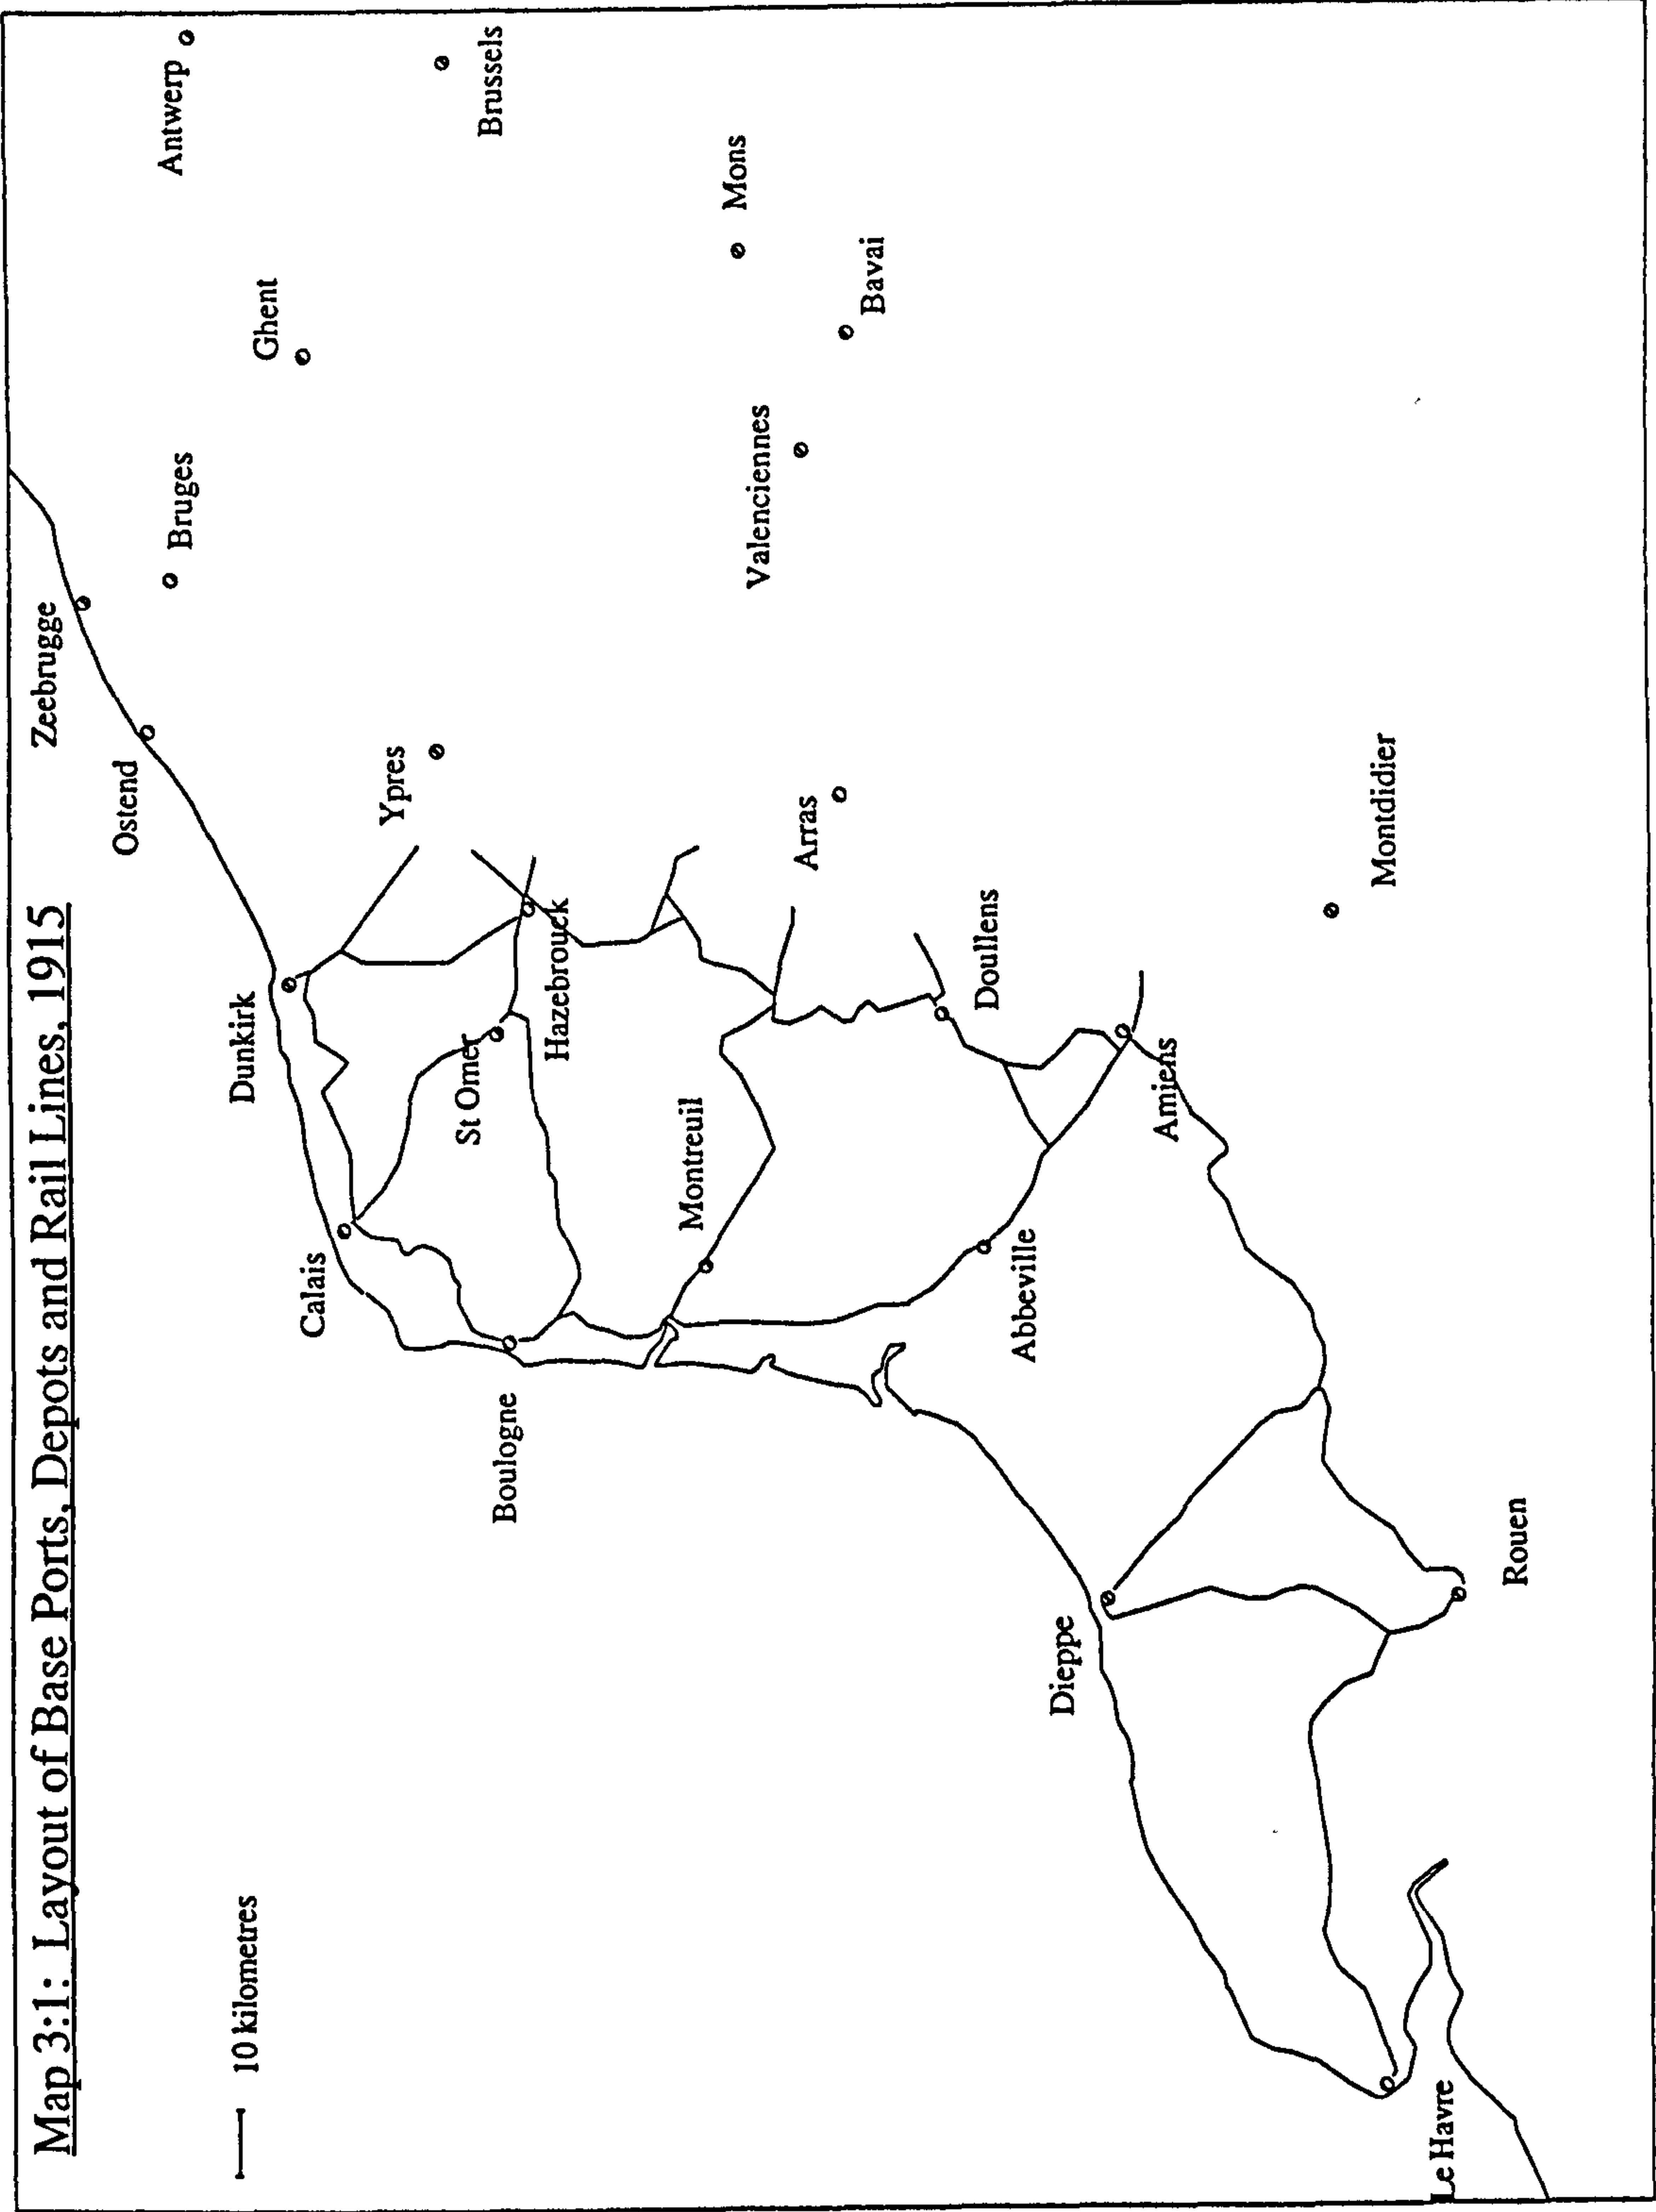 Map 3:1: Layout of Base Ports, Depots and Rail Lines, 1915
10 kilometres
Zeebrugge
Antwerp
Bruges
Ostend
Ghent
Dunkirk
Calais
Ypres
Brussels
St Omer
Boulogne
Hazebrouck
Montreuil
Mons
Valenciennes
Arras
Bavai
Doullens
Abbeville
Dieppe
Amiens
Montdidier
Le Havre
Rouen